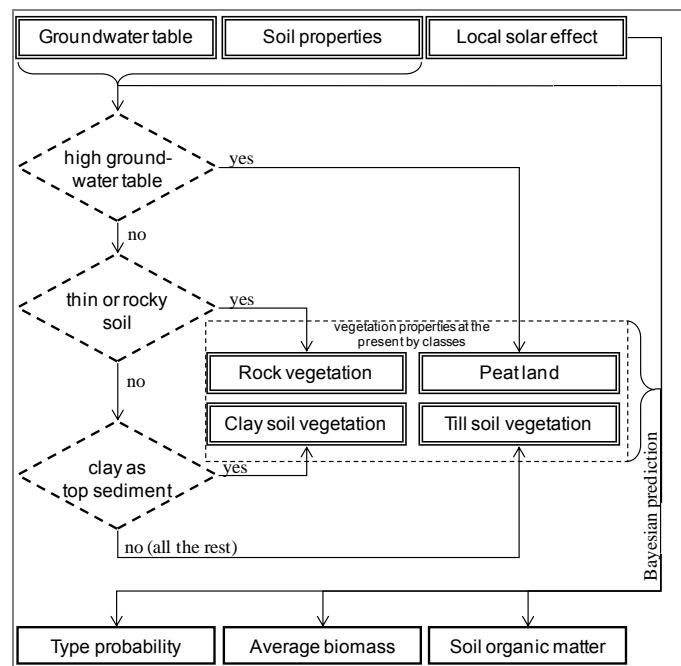 Groundwater table
Soil properties
Local solar effect
high ground-
water table
yes
no
thin or rocky
soil
yes
vegetation properties at the
present by classes
Rock vegetation
Peat land
no
Clay soil vegetation
Till soil vegetation
clay as
top sediment
yes
no (all the rest)
Bayesian prediction
Type probability
Average biomass
Soil organic matter